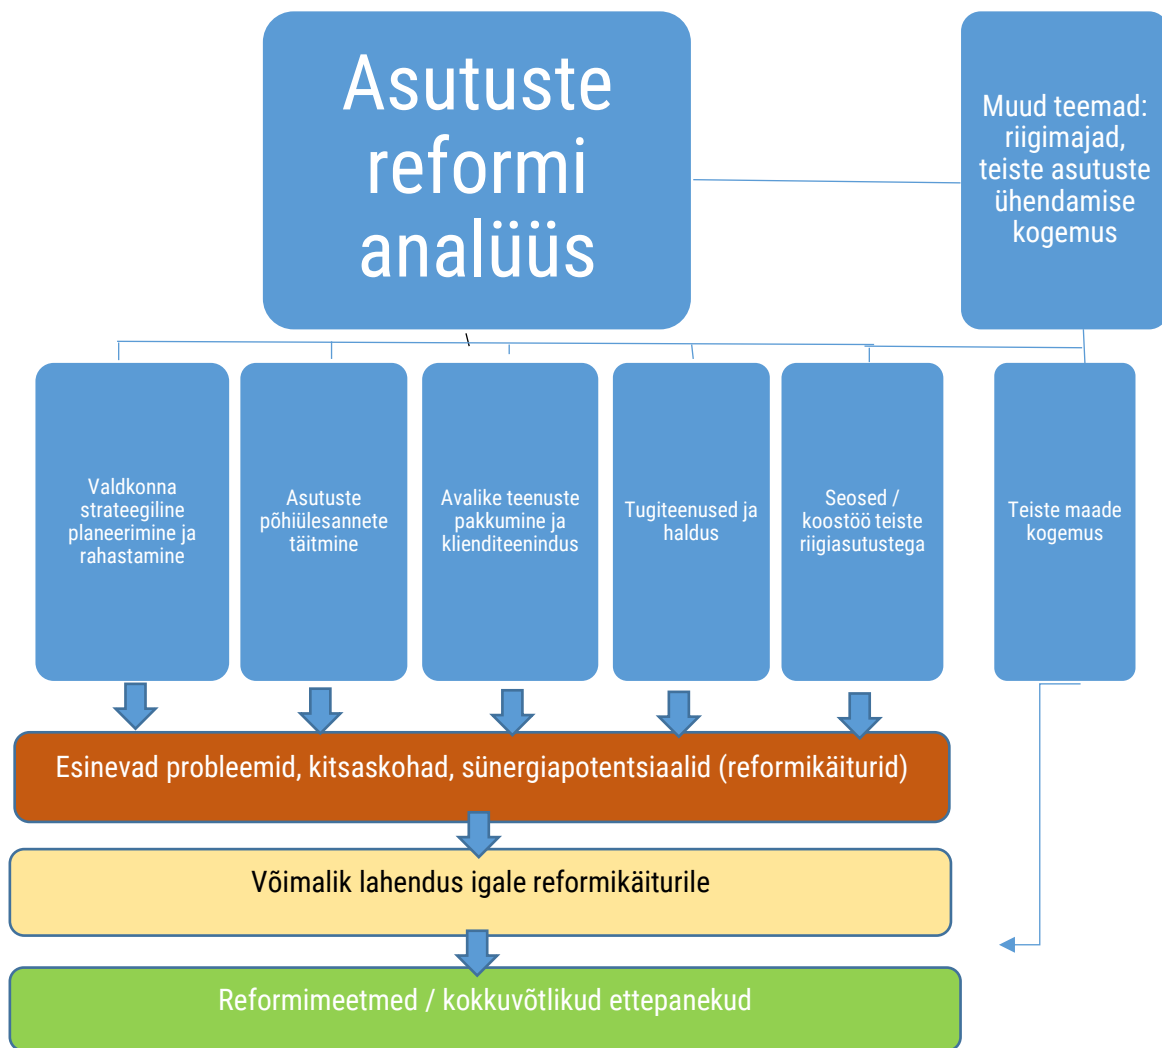 Asutuste
reformi
analüüs
Muud teemad:
riigimajad,
teiste asutuste
ühendamise
kogemus
Valdkonna
strateegiline
planeerimine ja
rahastamine
Asutuste
põhiülesannete
täitmine
Avalike teenuste
pakkumine ja
klienditeenindus
Tugiteenused ja
haldus
Seosed /
koostöö teiste
riigiasutustega
Teiste maade
kogemus
Esinevad probleemid, kitsaskohad, sünergiapotentsiaalid (reformikäiturid)
Võimalik lahendus igale reformikäiturile
Reformimeetmed / kokkuvõtlikud ettepanekud